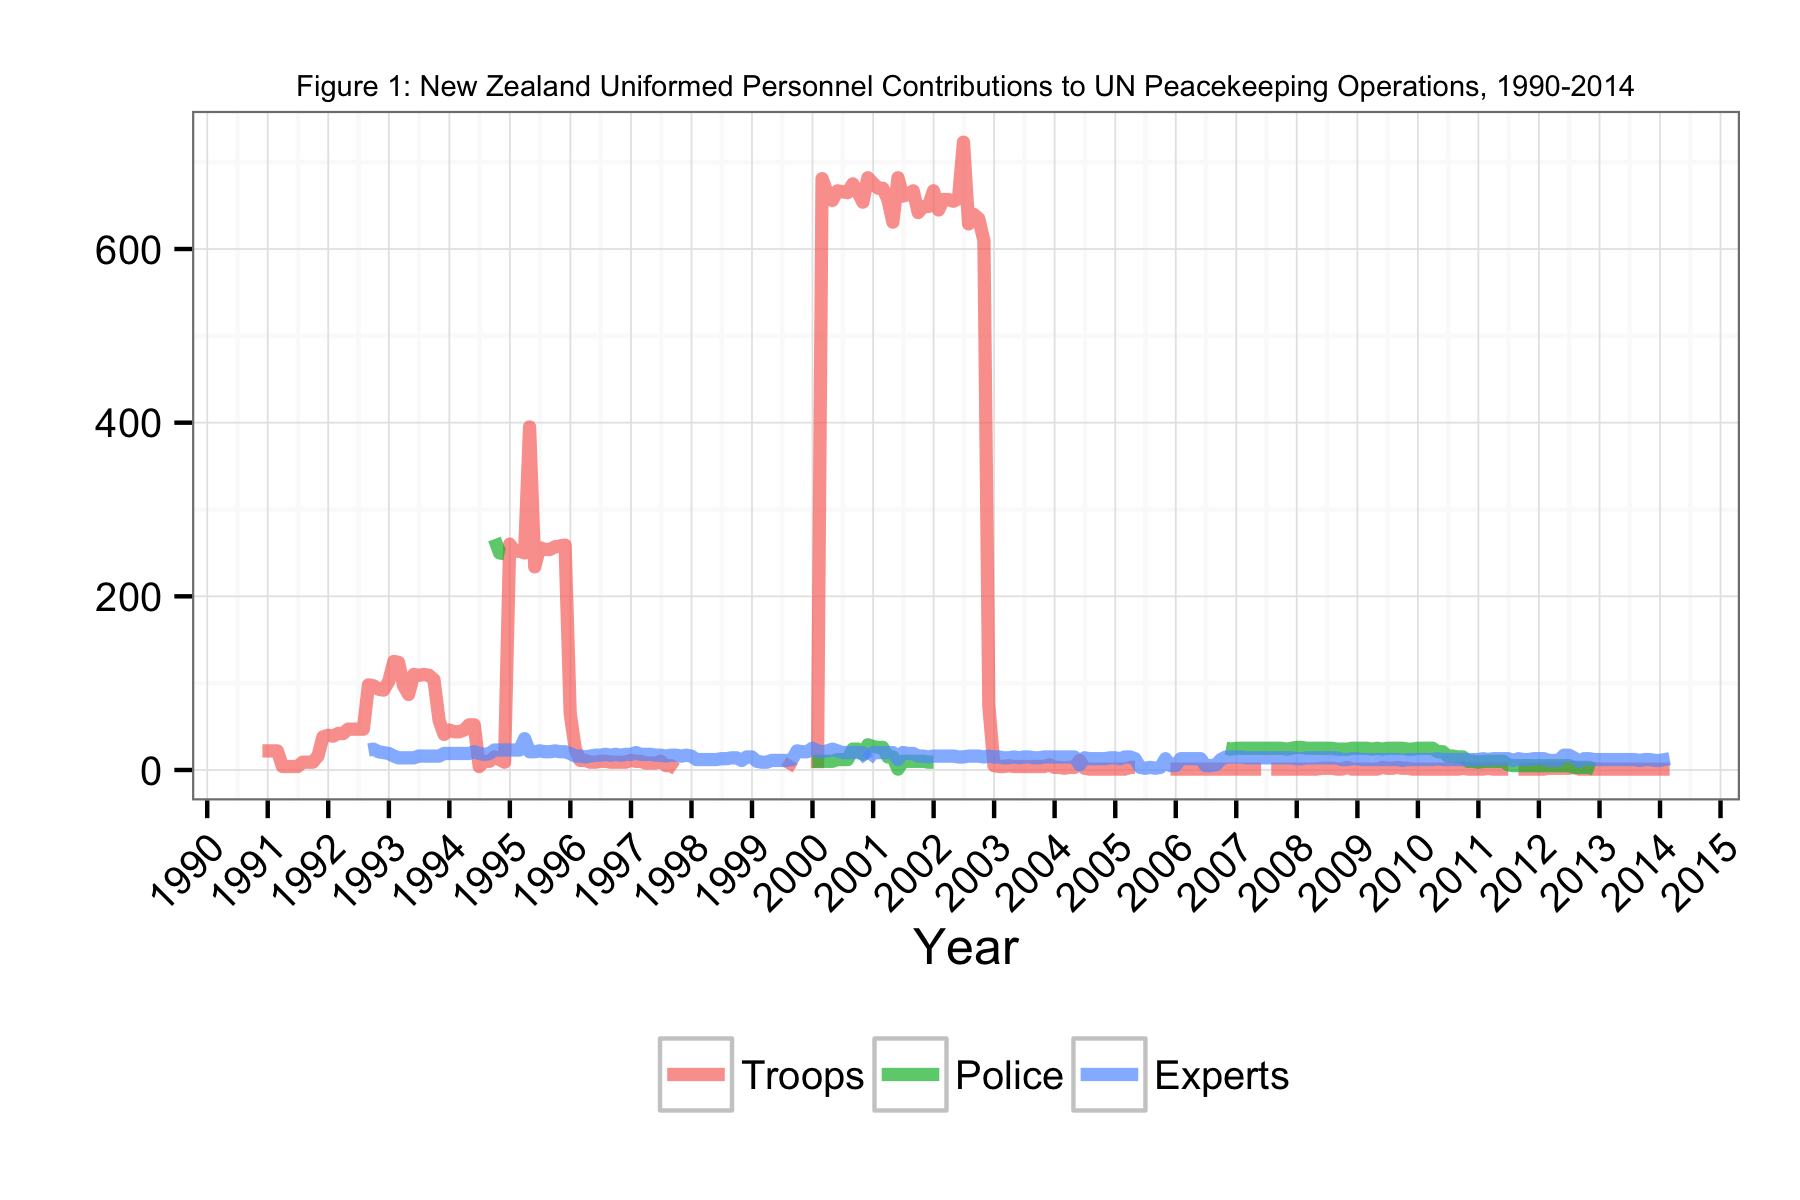 Figure 1: New Zealand Uniformed Personnel Contributions to UN Peacekeeping Operations, 1990-2014
600
400
200
0
1990 1991 1992 1993 1994 1995 1996 1997 1998 1999 2000 2001 2002 2003 2004 2005 2006 2007 2008 2009 2010 2011 2012 2013 2014 2015
Year
Troops Police Experts